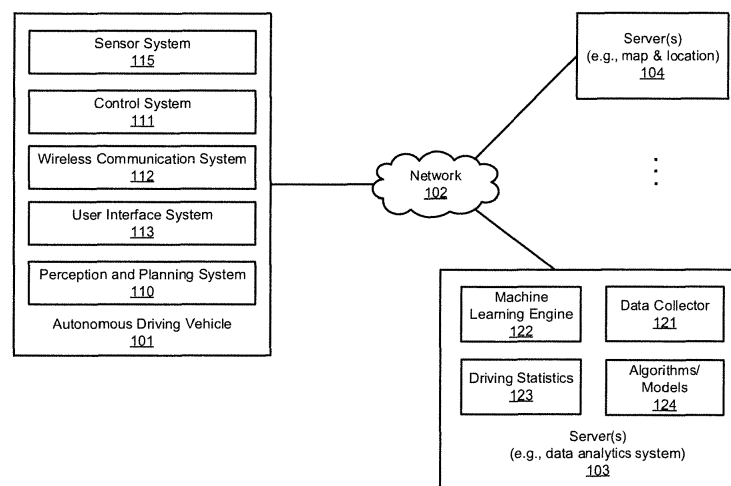 Sensor System
115
Control System
111
Wireless Communication System
112
User Interface System
113
Perception and Planning System
110
Autonomous Driving Vehicle
101
Network
102
Server(s)
(e.g., map & location)
104
Machine
Learning Engine
122
Data Collector
121
Driving Statistics
123
Algorithms/
Models
124
Server(s)
(e.g., data analytics system)
103